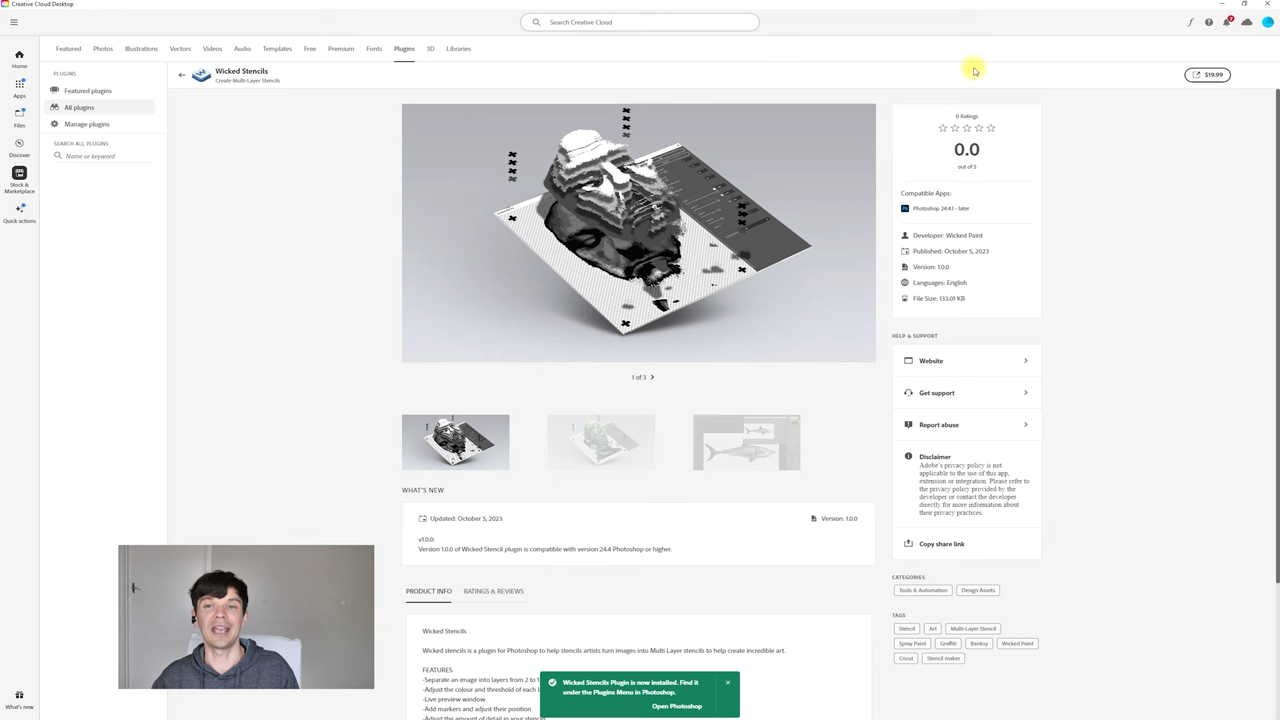 Creative Cloud Desktop
Search Creative Cloud
7
Featured
Photos
Illustrations
Vectors
Videos
Audio
Templates
Free
Premium
Fonts
Plugins
3D
Libraries
Home
Apps
Files
Discover
Stock &
Marketplace
Quick actions
What's new
PLUGINS
Featured plugins
All plugins
Manage plugins
SEARCH ALL PLUGINS
Name or keyword
Wicked Stencils
Create Multi-Layer Stencils
$19.99
1 of 3
WHAT'S NEW
Updated: October 5, 2023
Version: 1.0.0
v1.0.0:
Version 1.0.0 of Wicked Stencil plugin is compatible with version 24.4 Photoshop or higher.
PRODUCT INFO
RATINGS & REVIEWS
Wicked Stencils
Wicked stencils is a plugin for Photoshop to help stencils artists turn images into Multi Layer stencils to help create incredible art.
FEATURES
-Separate an image into layers from 2 to
-Adjust the colour and threshold of each
-Live preview window
-Add markers and adjust their position
-Adjust the amount of detail in your
Wicked Stencils Plugin is now installed. Find it
under the Plugins Menu in Photoshop.
Open Photoshop
0 Ratings
0.0
out of 5
Compatible Apps:
Ps Photoshop 24.4.1 - later
Developer: Wicked Paint
Published: October 5, 2023
Version: 1.0.0
Languages: English
File Size: 133.01 KB
HELP & SUPPORT
Website
Get support
Report abuse
Disclaimer
Adobe's privacy policy is not
applicable to the use of this app,
extension or integration. Please refer to
the privacy policy provided by the
developer or contact the developer
directly for more information about
their privacy practices.
Copy share link
CATEGORIES
Tools & Automation
Design Assets
TAGS
Stencil
Art
Multi-Layer Stencil
Spray Paint
Graffiti
Banksy
Wicked Paint
Cricut
Stencil maker